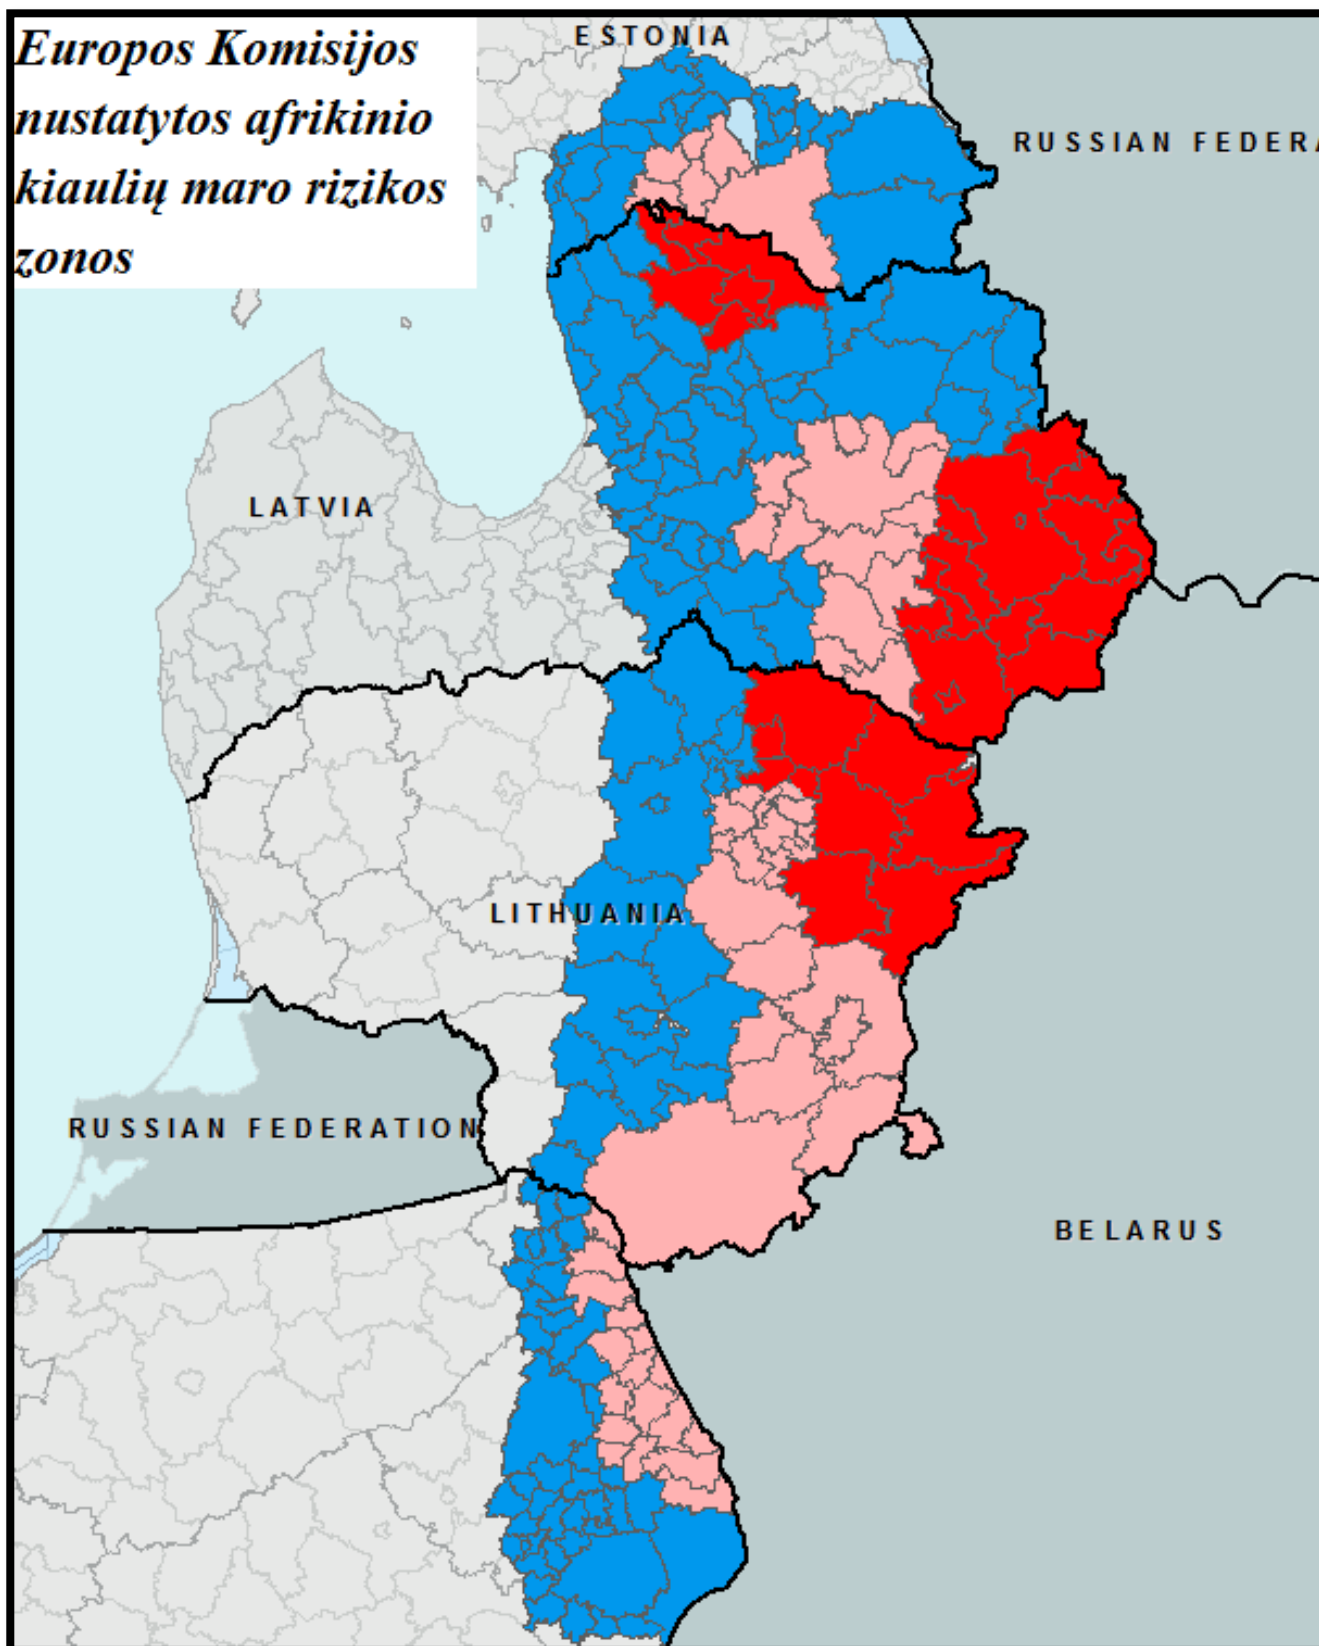 Europos Komisijos
nustatytos afrikinio
kiaulių maro rizikos
zonos
ESTONIA
RUSSIAN FEDERA
LATVIA
LITHUANIA
RUSSIAN FEDERATION
BELARUS